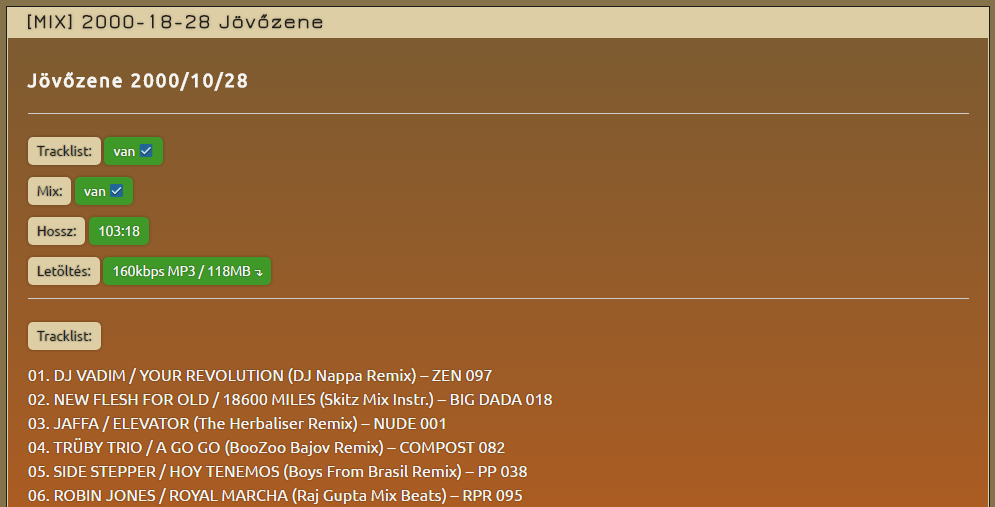 [MIX] 2000-18-28 Jövőzene
Jövőzene 2000/10/28
Tracklist: van
Mix: van
Hossz: 103:18
Letöltés: 160kbps MP3 / 118MB ↴
Tracklist:
01. DJ VADIM / YOUR REVOLUTION (DJ Nappa Remix) – ZEN 097
02. NEW FLESH FOR OLD / 18600 MILES (Skitz Mix Instr.) – BIG DADA 018
03. JAFFA / ELEVATOR (The Herbaliser Remix) – NUDE 001
04. TRÜBY TRIO / A GO GO (BooZoo Bajov Remix) – COMPOST 082
05. SIDE STEPPER / HOY TENEMOS (Boys From Brasil Remix) – PP 038
06. ROBIN JONES / ROYAL MARCHA (Raj Gupta Mix Beats) – RPR 095